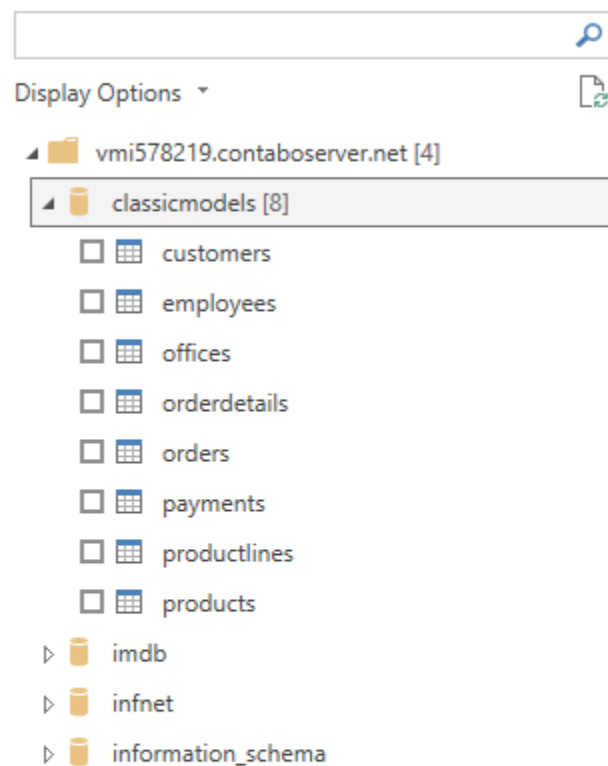 Display Options
vmi578219.contaboserver.net [4]
classicmodels [8]
customers
employees
offices
orderdetails
orders
payments
productlines
products
imdb
infnet
information_schema